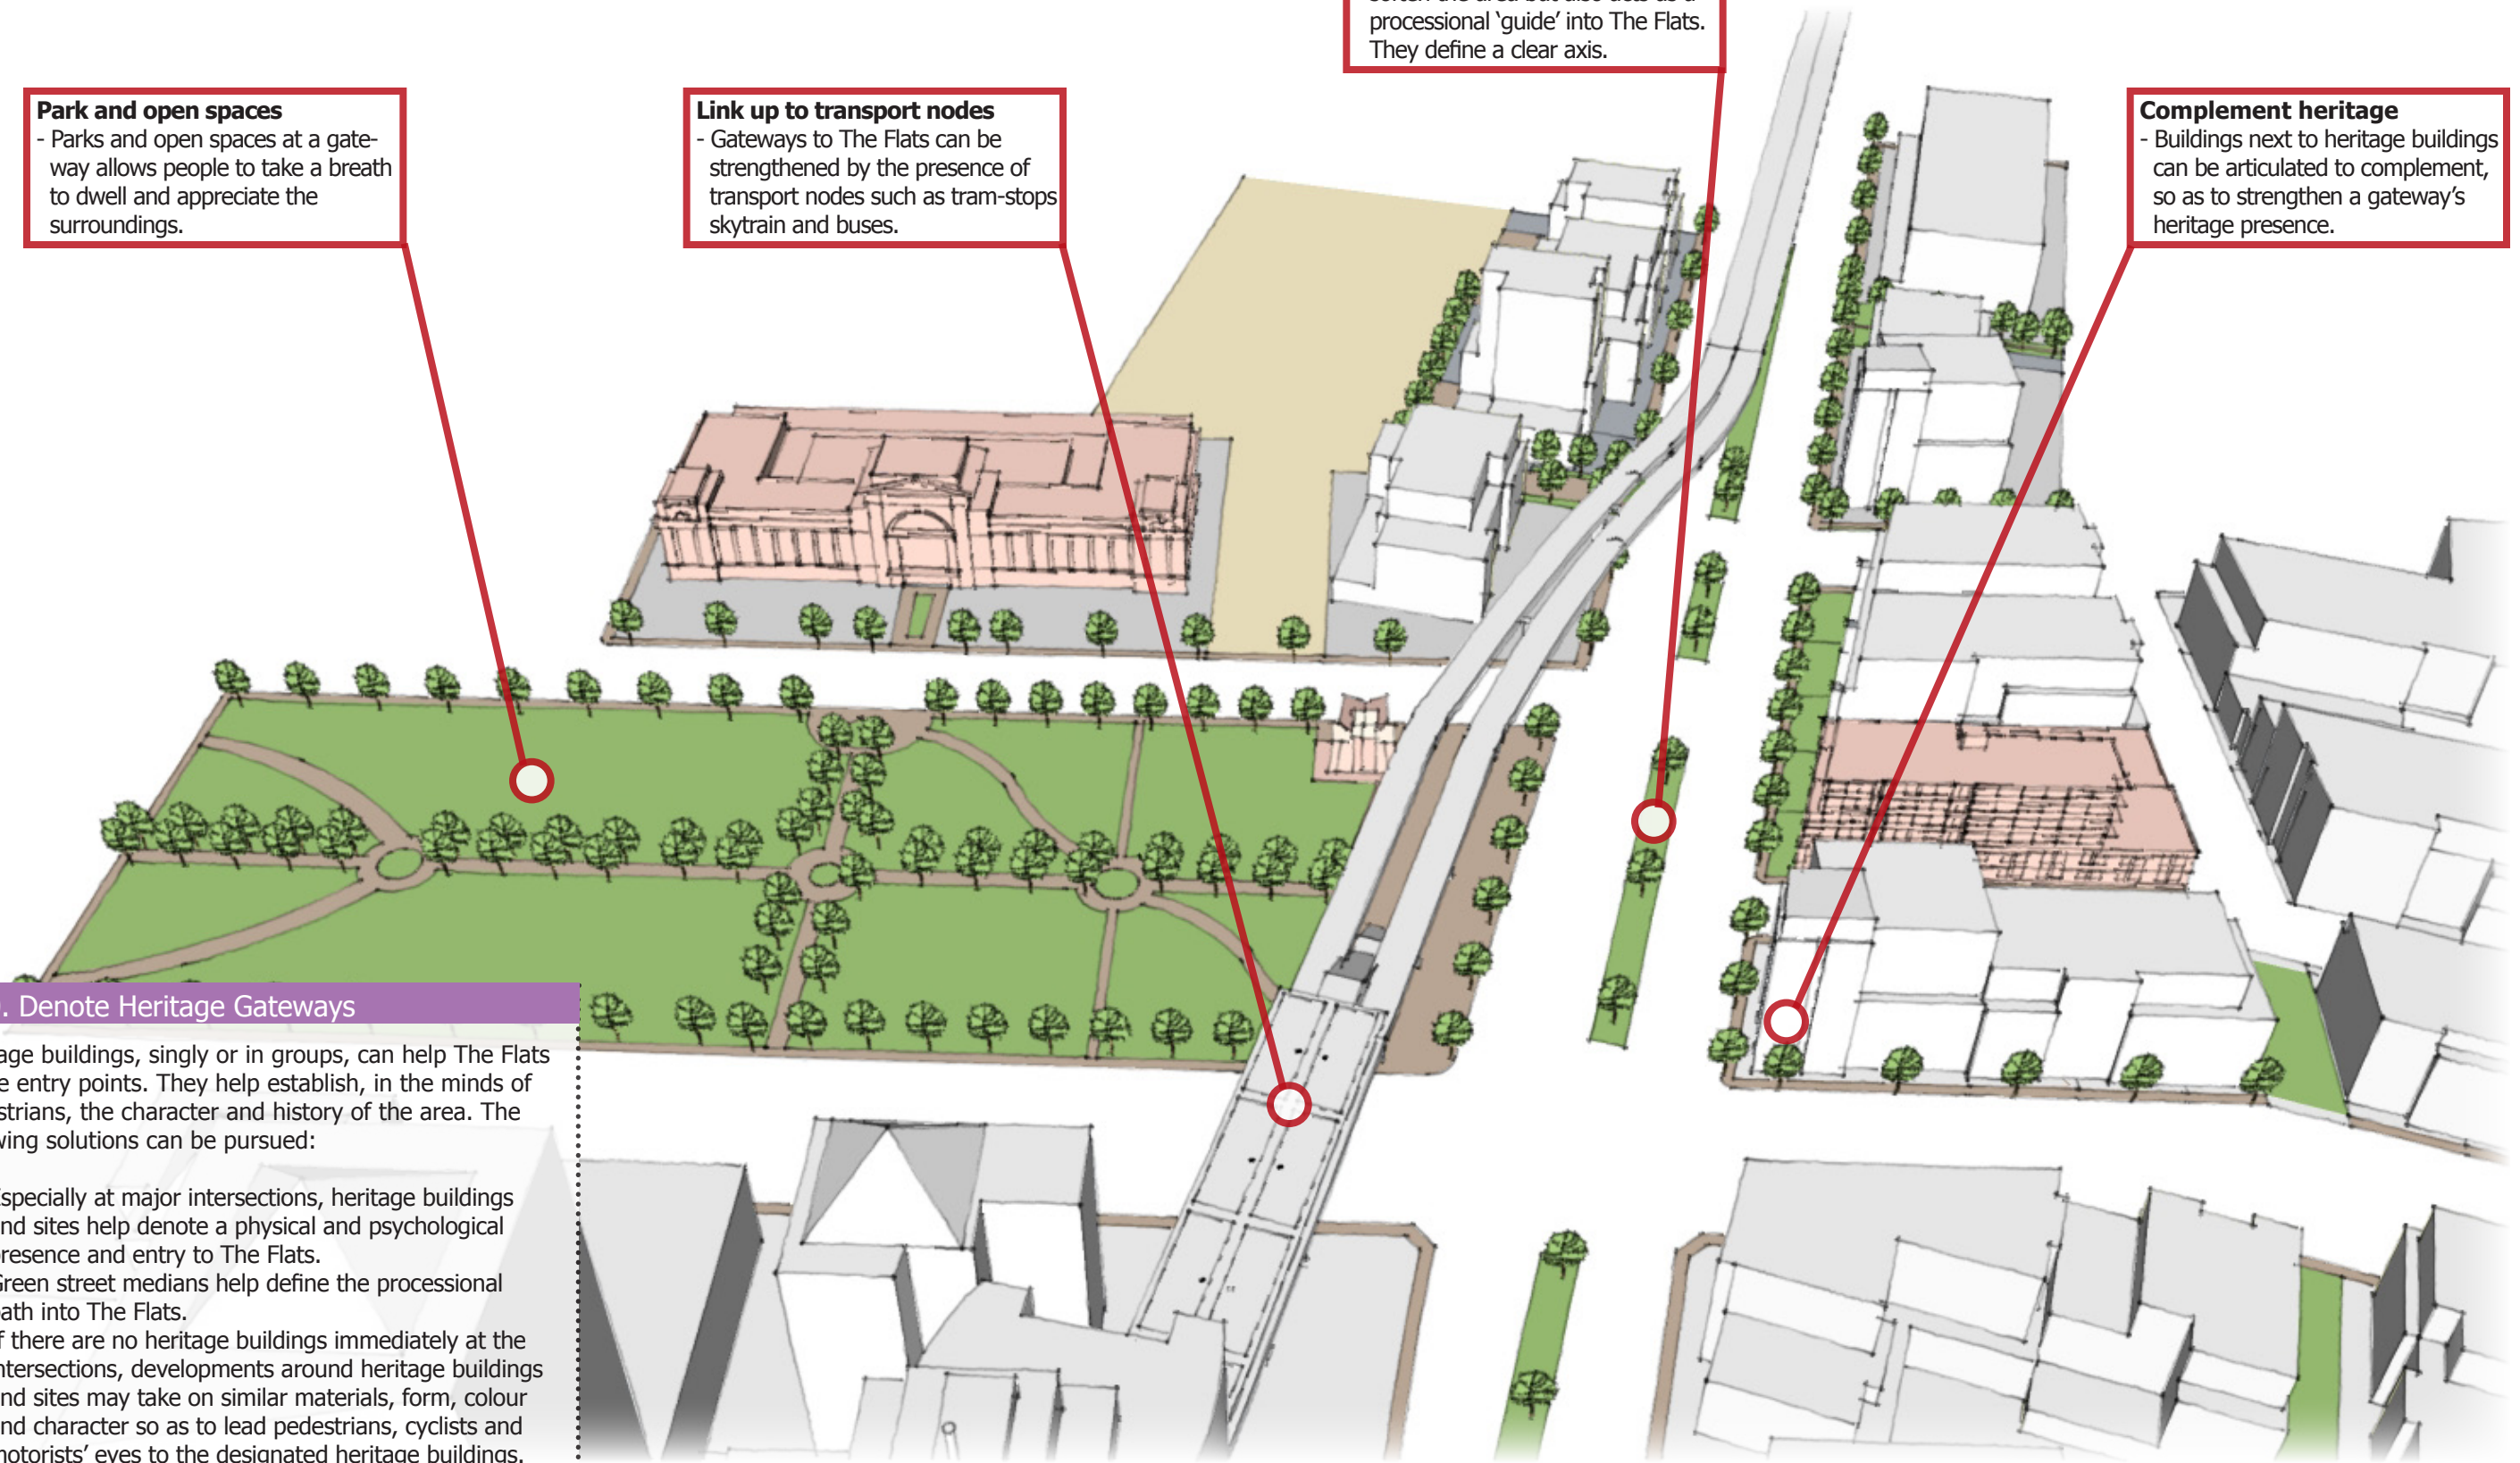 processional ‘guide’ into The Flats.
They define a clear axis.
Park and open spaces
- Parks and open spaces at a gate-
way allows people to take a breath
to dwell and appreciate the
surroundings.
Link up to transport nodes
- Gateways to The Flats can be
strengthened by the presence of
transport nodes such as tram-stops
skytrain and buses.
Complement heritage
- Buildings next to heritage buildings
can be articulated to complement,
so as to strengthen a gateway’s
heritage presence.
. Denote Heritage Gateways
age buildings, singly or in groups, can help The Flats
e entry points. They help establish, in the minds of
strians, the character and history of the area. The
wing solutions can be pursued:
Especially at major intersections, heritage buildings
nd sites help denote a physical and psychological
presence and entry to The Flats.
Green street medians help define the processional
path into The Flats.
f there are no heritage buildings immediately at the
ntersections, developments around heritage buildings
nd sites may take on similar materials, form, colour
nd character so as to lead pedestrians, cyclists and
motorists’ eyes to the designated heritage buildings.